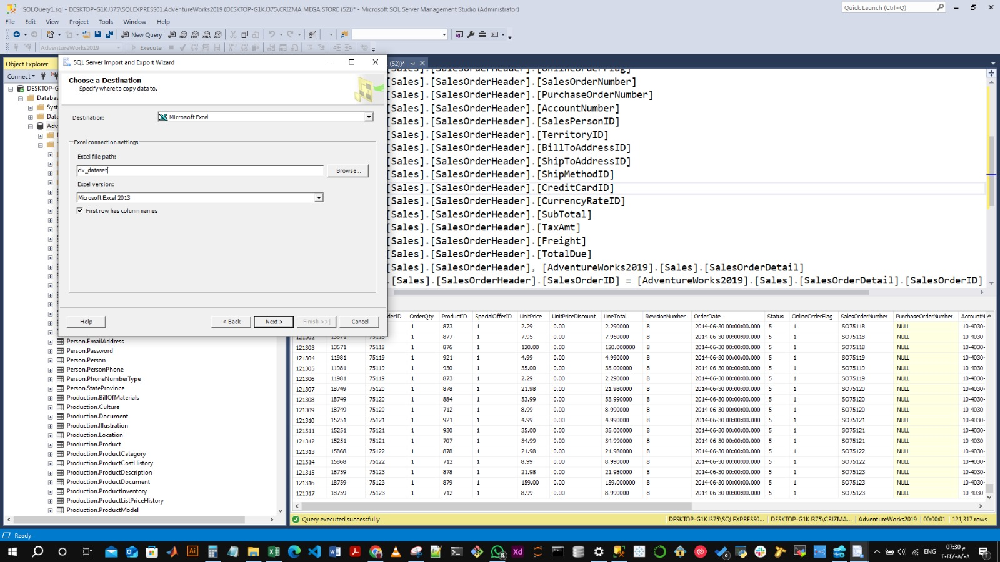 SQLQuery1.sql - DESKTOP-G1KJ375\SQLEXPRESS01.AdventureWorks2019 (DESKTOP-G1KJ375\CRIZMA MEGA STORE (52))* - Microsoft SQL Server Management Studio (Administrator)
Quick Launch (Ctrl+Q)
File Edit View Project Tools Window Help
New Query
AdventureWorks2019
Execute
Object Explorer
Connect
DESKTOP-G
Databas
Syst
Data
Adv
SQL Server Import and Export Wizard
Choose a Destination
Specify where to copy data to.
Destination:
Microsoft Excel
Excel connection settings
Excel file path:
clv_dataset
Browse...
Excel version:
Microsoft Excel 2013
First row has column names
Help
< Back
Next >
Finish >>|
Cancel
Person.EmailAddress
Person.Password
Person.Person
Person.PersonPhone
Person.PhoneNumberType
Person.StateProvince
Production.BillOfMaterials
Production.Culture
Production.Document
Production.Illustration
Production.Location
Production.Product
Production.ProductCategory
Production.ProductCostHistory
Production.ProductDescription
Production.ProductDocument
Production.ProductInventory
Production.ProductListPriceHistory
Production.ProductModel
(52))*
[Sales].[SalesOrderHeader].[OnlineOrderFlag]
[Sales].[SalesOrderHeader].[SalesOrderNumber]
[Sales].[SalesOrderHeader].[PurchaseOrderNumber]
[Sales].[SalesOrderHeader].[AccountNumber]
[Sales].[SalesOrderHeader].[SalesPersonID]
[Sales].[SalesOrderHeader].[TerritoryID]
[Sales].[SalesOrderHeader].[BillToAddressID]
[Sales].[SalesOrderHeader].[ShipToAddressID]
[Sales].[SalesOrderHeader].[ShipMethodID]
[Sales].[SalesOrderHeader].[CreditCardID]
[Sales].[SalesOrderHeader].[CurrencyRateID]
[Sales].[SalesOrderHeader].[SubTotal]
[Sales].[SalesOrderHeader].[TaxAmt]
[Sales].[SalesOrderHeader].[Freight]
[Sales].[SalesOrderHeader].[TotalDue]
[Sales].[SalesOrderHeader], [AdventureWorks2019].[Sales].[SalesOrderDetail]
.[Sales].[SalesOrderHeader].[SalesOrderID] = [AdventureWorks2019].[Sales].[SalesOrderDetail].[SalesOrderID]
derID OrderQty ProductID SpecialOfferID UnitPrice UnitPriceDiscount LineTotal RevisionNumber OrderDate Status OnlineOrderFlag SalesOrderNumber PurchaseOrderNumber AccountN
1 873 1 2.29 0.00 2.290000 8 2014-06-30 00:00:00.000 5 1 SO75118 NULL 10-4030-
121302 13671 75118 1 877 1 7.95 0.00 7.950000 8 2014-06-30 00:00:00.000 5 1 SO75118 NULL 10-4030-
121303 13671 75118 1 876 1 120.00 0.00 120.000000 8 2014-06-30 00:00:00.000 5 1 SO75118 NULL 10-4030-
121304 11981 75119 1 921 1 4.99 0.00 4.990000 8 2014-06-30 00:00:00.000 5 1 SO75119 NULL 10-4030-
121305 11981 75119 1 930 1 35.00 0.00 35.000000 8 2014-06-30 00:00:00.000 5 1 SO75119 NULL 10-4030-
121306 11981 75119 1 873 1 2.29 0.00 2.290000 8 2014-06-30 00:00:00.000 5 1 SO75119 NULL 10-4030-
121307 18749 75120 1 878 1 21.98 0.00 21.980000 8 2014-06-30 00:00:00.000 5 1 SO75120 NULL 10-4030-
121308 18749 75120 1 884 1 53.99 0.00 53.990000 8 2014-06-30 00:00:00.000 5 1 SO75120 NULL 10-4030-
121309 18749 75120 1 712 1 8.99 0.00 8.990000 8 2014-06-30 00:00:00.000 5 1 SO75120 NULL 10-4030-
121310 15251 75121 1 921 1 4.99 0.00 4.990000 8 2014-06-30 00:00:00.000 5 1 SO75121 NULL 10-4030-
121311 15251 75121 1 930 1 35.00 0.00 35.000000 8 2014-06-30 00:00:00.000 5 1 SO75121 NULL 10-4030-
121312 15251 75121 1 707 1 34.99 0.00 34.990000 8 2014-06-30 00:00:00.000 5 1 SO75121 NULL 10-4030-
121313 15868 75122 1 878 1 21.98 0.00 21.980000 8 2014-06-30 00:00:00.000 5 1 SO75122 NULL 10-4030-
121314 15868 75122 1 712 1 8.99 0.00 8.990000 8 2014-06-30 00:00:00.000 5 1 SO75122 NULL 10-4030-
121315 18759 75123 1 878 1 21.98 0.00 21.980000 8 2014-06-30 00:00:00.000 5 1 SO75123 NULL 10-4030-
121316 18759 75123 1 879 1 159.00 0.00 159.000000 8 2014-06-30 00:00:00.000 5 1 SO75123 NULL 10-4030-
121317 18759 75123 1 712 1 8.99 0.00 8.990000 8 2014-06-30 00:00:00.000 5 1 SO75123 NULL 10-4030-
Query executed successfully.
DESKTOP-G1KJ375\SQLEXPRESS0... DESKTOP-G1KJ375\CRIZMA... AdventureWorks2019 00:00:01 121,317 rows
Ready
ENG
07:30 م
٢٠٢٤/٠٨/٠٨